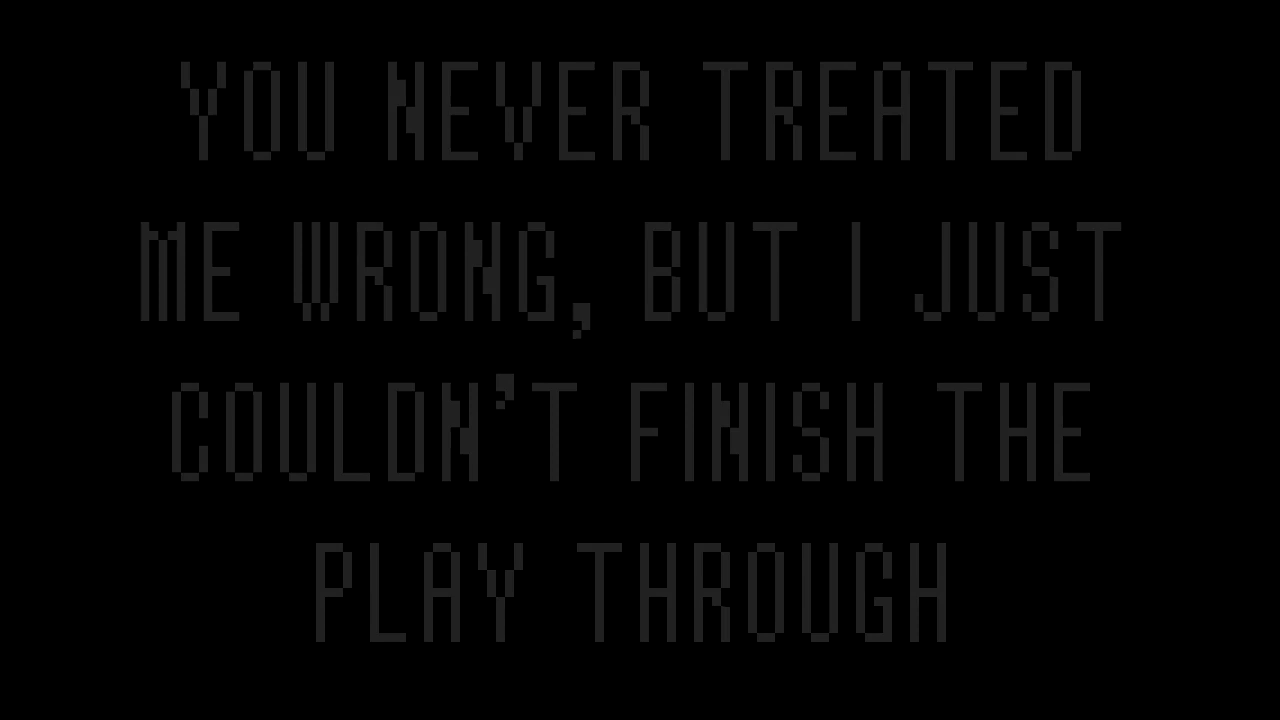 YOU NEVER TREATED
ME WRONG, BUT I JUST
COULDN'T FINISH THE
PLAY THROUGH